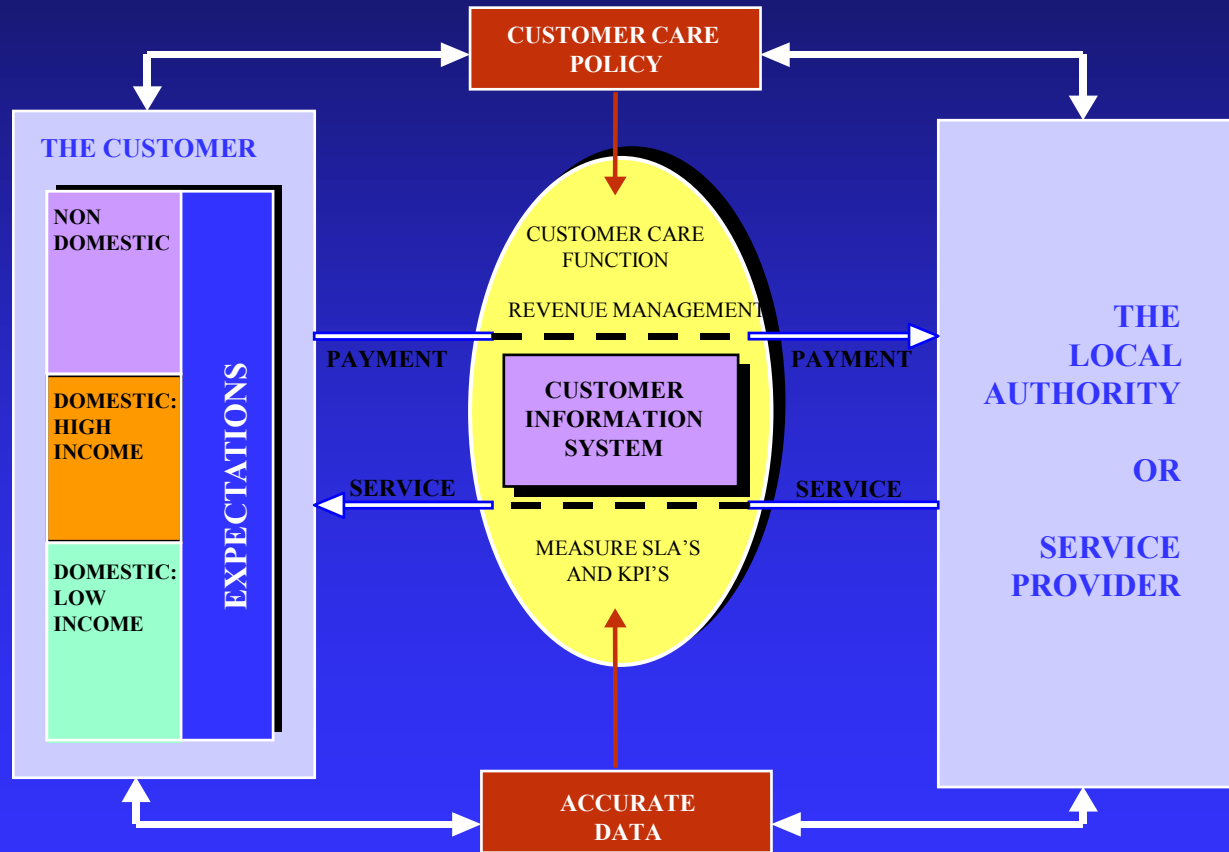 CUSTOMER CARE
POLICY
THE CUSTOMER
NON
DOMESTIC
DOMESTIC:
HIGH
INCOME
DOMESTIC:
LOW
INCOME
EXPECTATIONS
PAYMENT
SERVICE
CUSTOMER CARE
FUNCTION
REVENUE MANAGEMENT
CUSTOMER
INFORMATION
SYSTEM
MEASURE SLA’S
AND KPI’S
PAYMENT
SERVICE
THE
LOCAL
AUTHORITY
OR
SERVICE
PROVIDER
ACCURATE
DATA